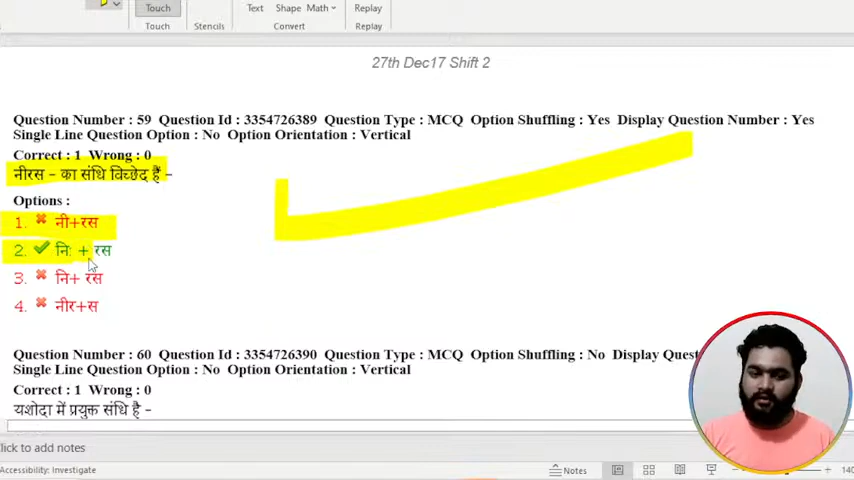 Touch Text Shape Math Replay
Touch Stencils Convert Replay
27th Dec17 Shift 2
Question Number : 59 Question Id : 3354726389 Question Type : MCQ Option Shuffling : Yes Display Question Number : Yes
Single Line Question Option : No Option Orientation : Vertical
Correct : 1 Wrong : 0
नीरस - का संधि विच्छेद हैं -
Options :
1. नी+रस
2. नि: + रस
3. नि+ रस
4. नीर+स
Question Number : 60 Question Id : 3354726390 Question Type : MCQ Option Shuffling : No Display
Single Line Question Option : No Option Orientation : Vertical
Correct : 1 Wrong : 0
यशोदा में प्रयुक्त संधि है -
Click to add notes
Accessibility: Investigate Notes